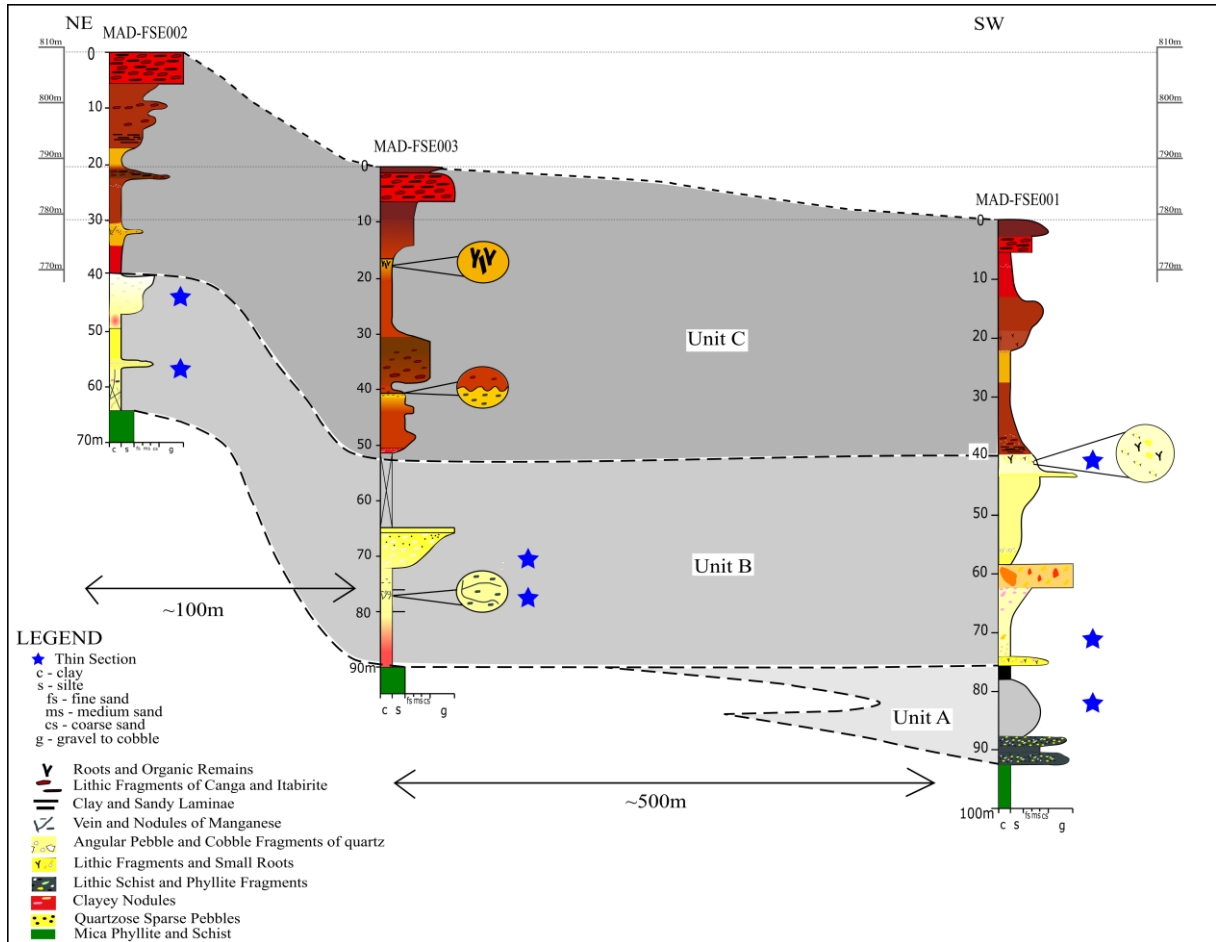 NE
SW
MAD-FSE002
MAD-FSE003
MAD-FSE001
810m
800m
790m
780m
770m
810m
800m
790m
780m
770m
0
10
20
30
40
50
60
70m
c s fs ms cs g
0
10
20
30
40
50
60
70
80
90m
c s fs ms cs g
0
10
20
30
40
50
60
70
80
90
100m
c s fs ms cs g
Unit C
Unit B
Unit A
~100m
~500m
LEGEND
Thin Section
c - clay
s - silte
fs - fine sand
ms - medium sand
cs - coarse sand
g - gravel to cobble
Roots and Organic Remains
Lithic Fragments of Canga and Itabirite
Clay and Sandy Laminae
Vein and Nodules of Manganese
Angular Pebble and Cobble Fragments of quartz
Lithic Fragments and Small Roots
Lithic Schist and Phyllite Fragments
Clayey Nodules
Quartzose Sparse Pebbles
Mica Phyllite and Schist